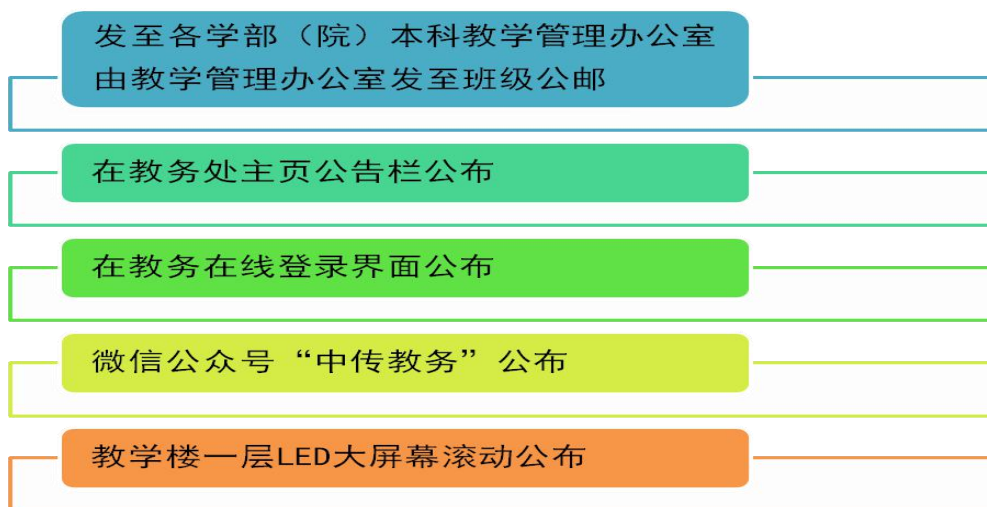 发至各学部（院）本科教学管理办公室
由教学管理办公室发至班级公邮
在教务处主页公告栏公布
在教务在线登录界面公布
微信公众号“中传教务”公布
教学楼一层LED大屏幕滚动公布